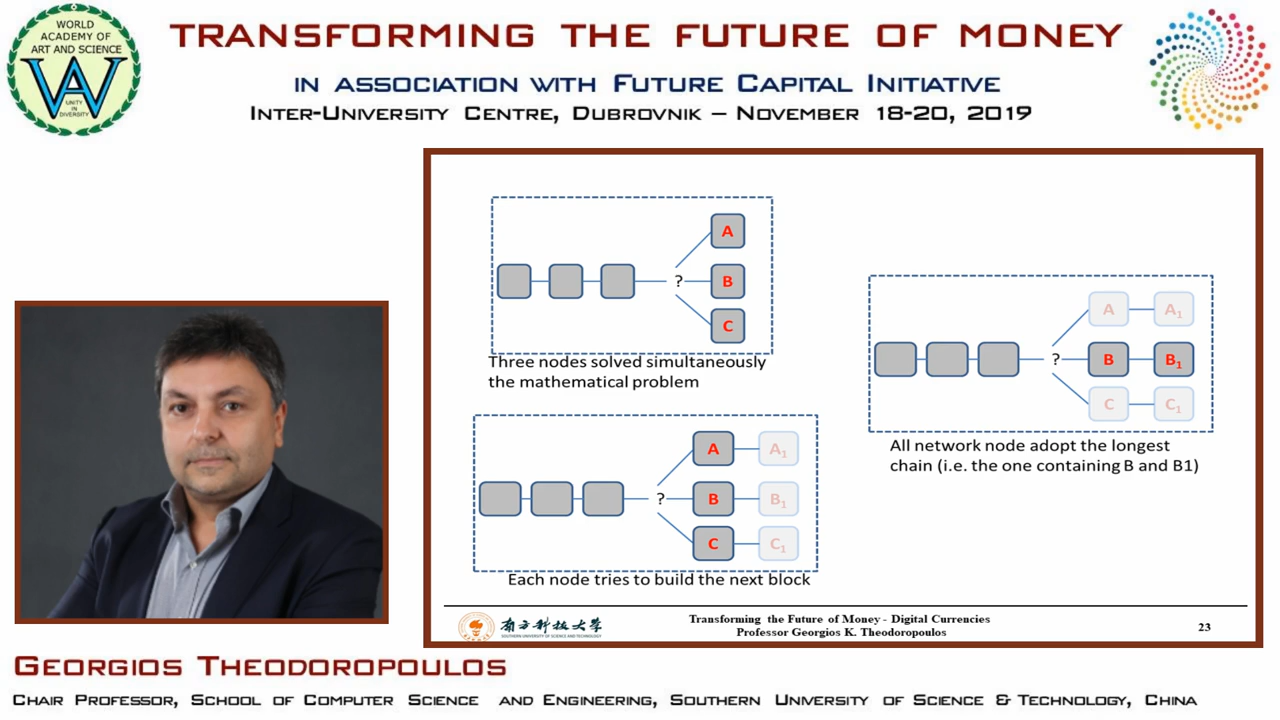 WORLD
ACADEMY OF
ART AND SCIENCE
UNITY
IN
DIVERSITY
TRANSFORMING THE FUTURE OF MONEY
IN ASSOCIATION WITH FUTURE CAPITAL INITIATIVE
INTER-UNIVERSITY CENTRE, DUBROVNIK – NOVEMBER 18-20, 2019
A
? B
C
Three nodes solved simultaneously
the mathematical problem
A A1
? B B1
C C1
Each node tries to build the next block
A A1
? B B1
C C1
All network node adopt the longest
chain (i.e. the one containing B and B1)
南方科技大学
SOUTHERN UNIVERSITY OF SCIENCE AND TECHNOLOGY
Transforming the Future of Money - Digital Currencies
Professor Georgios K. Theodoropoulos
23
GEORGIOS THEODOROPOULOS
CHAIR PROFESSOR, SCHOOL OF COMPUTER SCIENCE AND ENGINEERING, SOUTHERN UNIVERSITY OF SCIENCE & TECHNOLOGY, CHINA